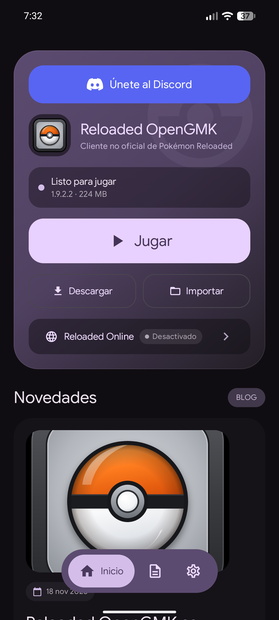 7:32
37
Únete al Discord
Reloaded OpenGMK
Cliente no oficial de Pokémon Reloaded
Listo para jugar
1.9.2.2 · 224 MB
Jugar
Descargar
Importar
Reloaded Online
Desactivado
Novedades
BLOG
Inicio
18 nov